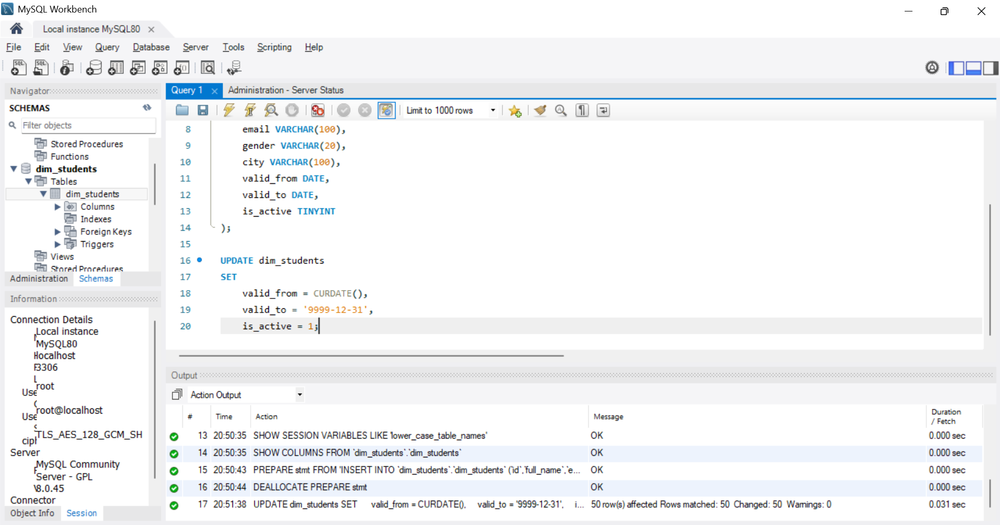 MySQL Workbench
Local instance MySQL80
File Edit View Query Database Server Tools Scripting Help
Navigator
SCHEMAS
Filter objects
Stored Procedures
Functions
dim_students
Tables
dim_students
Columns
Indexes
Foreign Keys
Triggers
Views
Stored Procedures
Administration Schemas
Information
Connection Details
Local instance
MySQL80
localhost
3306
root
Use
root@localhost
Use
TLS_AES_128_GCM_SH
ciph
Server
MySQL Community
Server - GPL
8.0.45
Connector
Object Info Session
Query 1 Administration - Server Status
Limit to 1000 rows
8 email VARCHAR(100),
9 gender VARCHAR(20),
10 city VARCHAR(100),
11 valid_from DATE,
12 valid_to DATE,
13 is_active TINYINT
14 );
15
16 UPDATE dim_students
17 SET
18 valid_from = CURDATE(),
19 valid_to = '9999-12-31',
20 is_active = 1;
Output
Action Output
# Time Action Message Duration / Fetch
13 20:50:35 SHOW SESSION VARIABLES LIKE 'lower_case_table_names' OK 0.000 sec
14 20:50:35 SHOW COLUMNS FROM `dim_students`.`dim_students` OK 0.000 sec
15 20:50:43 PREPARE stmt FROM 'INSERT INTO `dim_students`.`dim_students` (`id`,`full_name`,`e... OK 0.000 sec
16 20:50:44 DEALLOCATE PREPARE stmt OK 0.000 sec
17 20:51:38 UPDATE dim_students SET valid_from = CURDATE(), valid_to = '9999-12-31', i... 50 row(s) affected Rows matched: 50 Changed: 50 Warnings: 0 0.031 sec